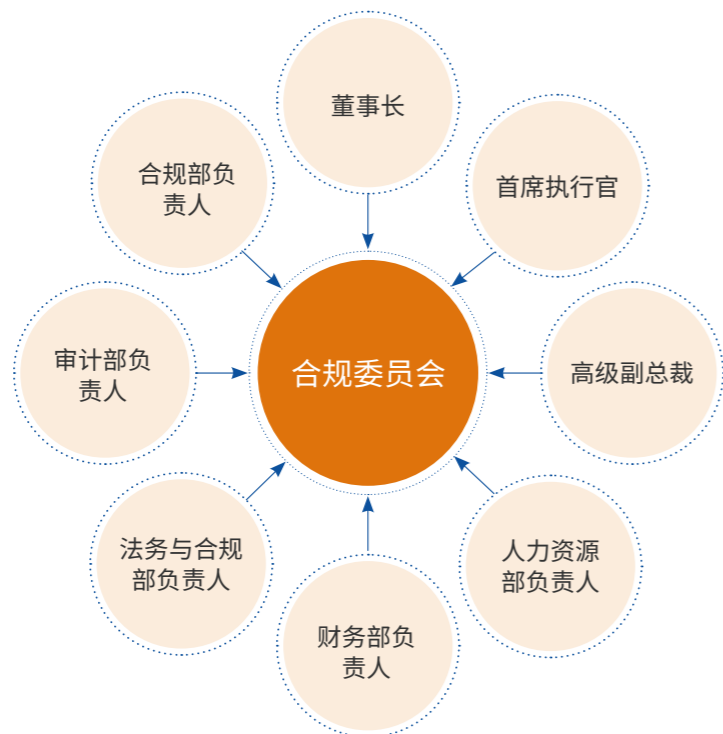 董事长
首席执行官
高级副总裁
人力资源
部负责人
财务部负
责人
法务与合规
部负责人
审计部负
责人
合规部负
责人
合规委员会